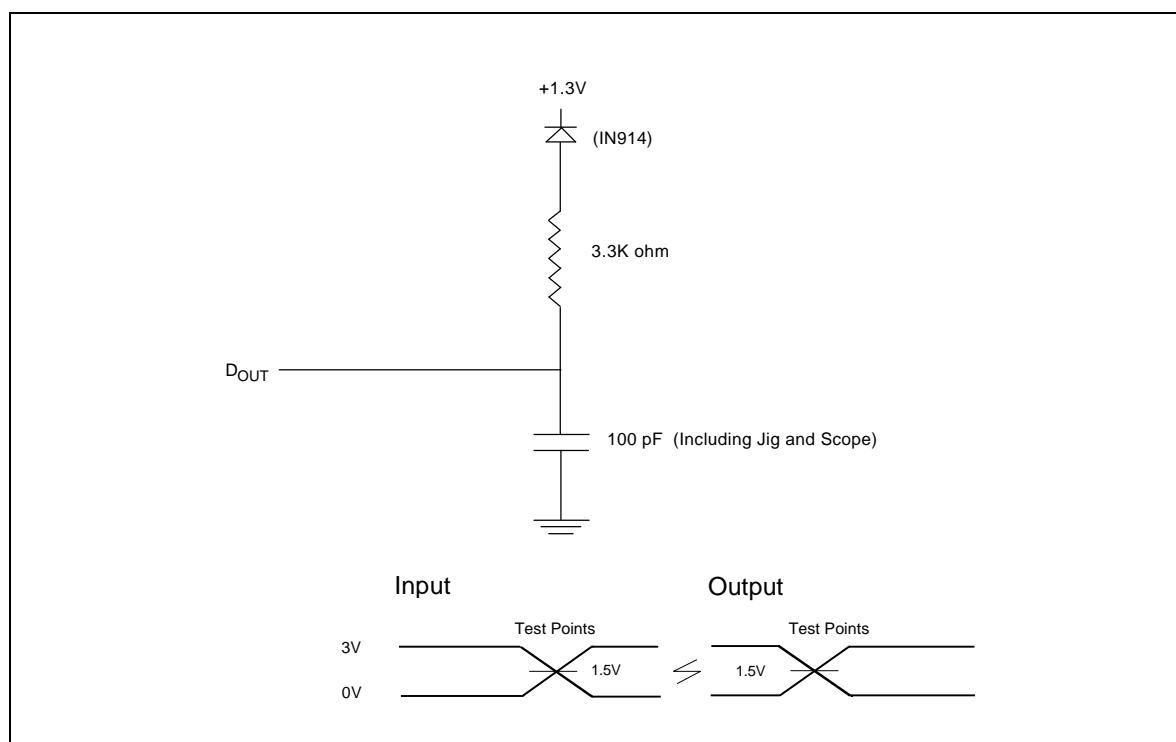 +1.3V
(IN914)
3.3K ohm
DOUT
100 pF (Including Jig and Scope)
Input
Output
Test Points
Test Points
3V
1.5V
1.5V
0V